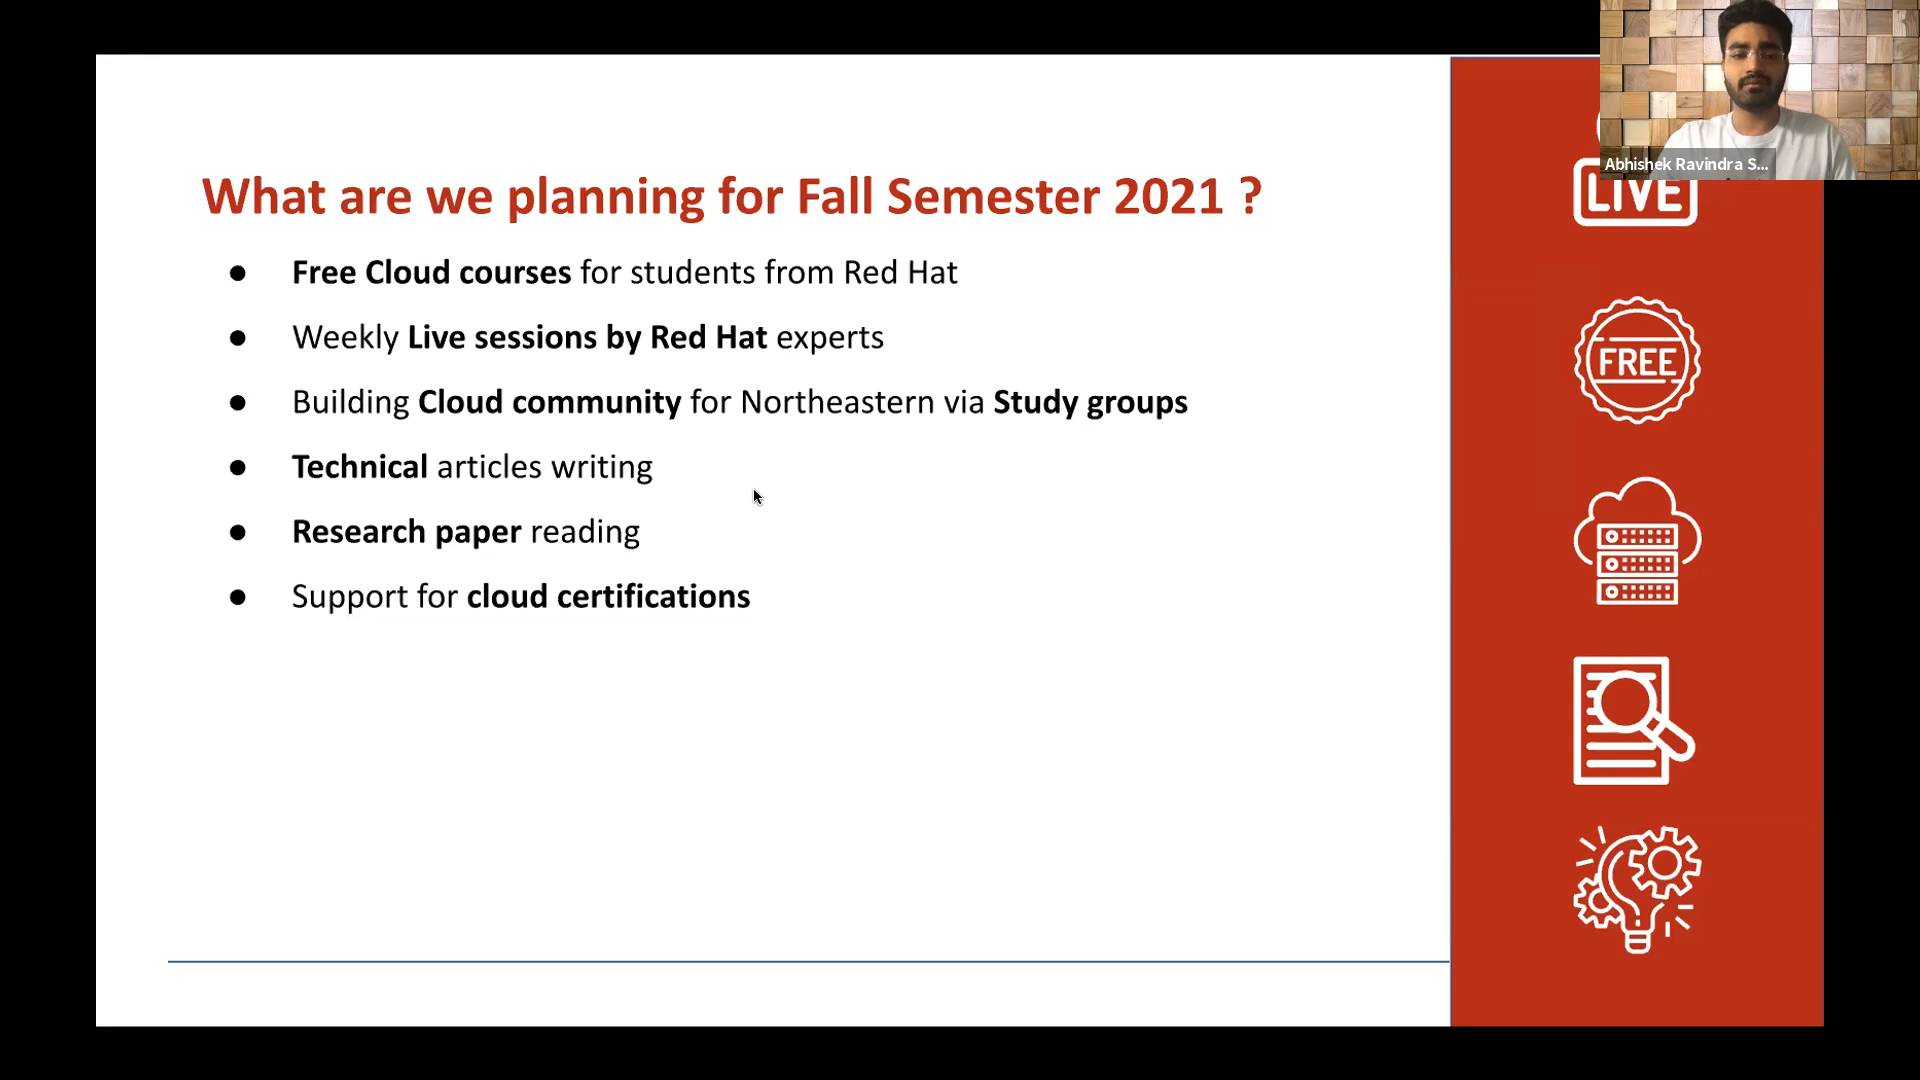 Abhishek Ravindra S...
What are we planning for Fall Semester 2021 ?
● Free Cloud courses for students from Red Hat
● Weekly Live sessions by Red Hat experts
● Building Cloud community for Northeastern via Study groups
● Technical articles writing
● Research paper reading
● Support for cloud certifications
LIVE
FREE